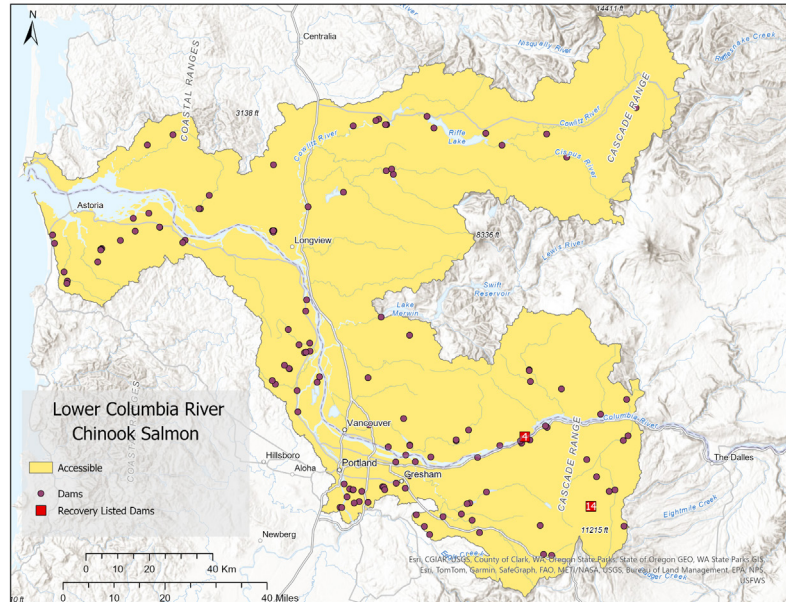 14411 ft
N
Centralia
Nisqually River
Rattlesnake Creek
COASTAL RANGES
3138 ft
Cowlitz River
CASCADE RANGE
Riffe
Lake
Cowlitz River
Cispus River
Astoria
8336 ft
Longview
Lewis River
Swift
Reservoir
Lake
Merwin
Lower Columbia River
Chinook Salmon
COASTAL RANGES
Accessible
Dams
Recovery Listed Dams
Vancouver
4
Columbia River
Hillsboro
Aloha
Portland
CASCADE RANGE
The Dalles
Gresham
14
Eightmile Creek
Newberg
11215 ft
0 20 40 Km
0 20 40 Miles
Esri, CGIAR, USGS, County of Clark, WA, Oregon State Parks, State of Oregon GEO, WA State Parks GIS,
Esri, TomTom, Garmin, SafeGraph, FAO, METI/NASA, USGS, Bureau of Land Management, EPA, NPS,
USFWS